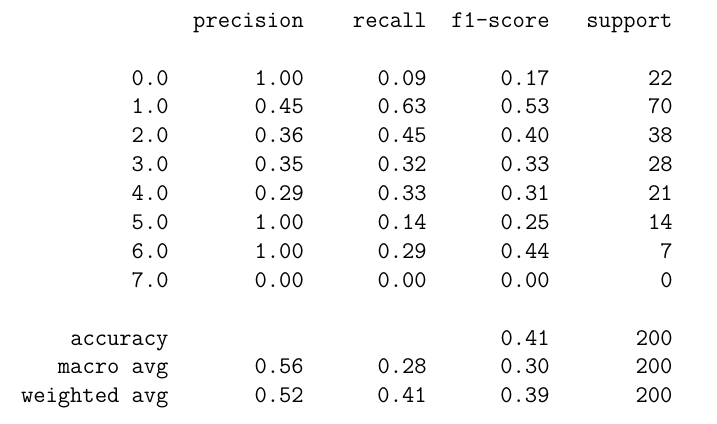 precision recall f1-score support
0.0 1.00 0.09 0.17 22
1.0 0.45 0.63 0.53 70
2.0 0.36 0.45 0.40 38
3.0 0.35 0.32 0.33 28
4.0 0.29 0.33 0.31 21
5.0 1.00 0.14 0.25 14
6.0 1.00 0.29 0.44 7
7.0 0.00 0.00 0.00 0
accuracy 0.41 200
macro avg 0.56 0.28 0.30 200
weighted avg 0.52 0.41 0.39 200